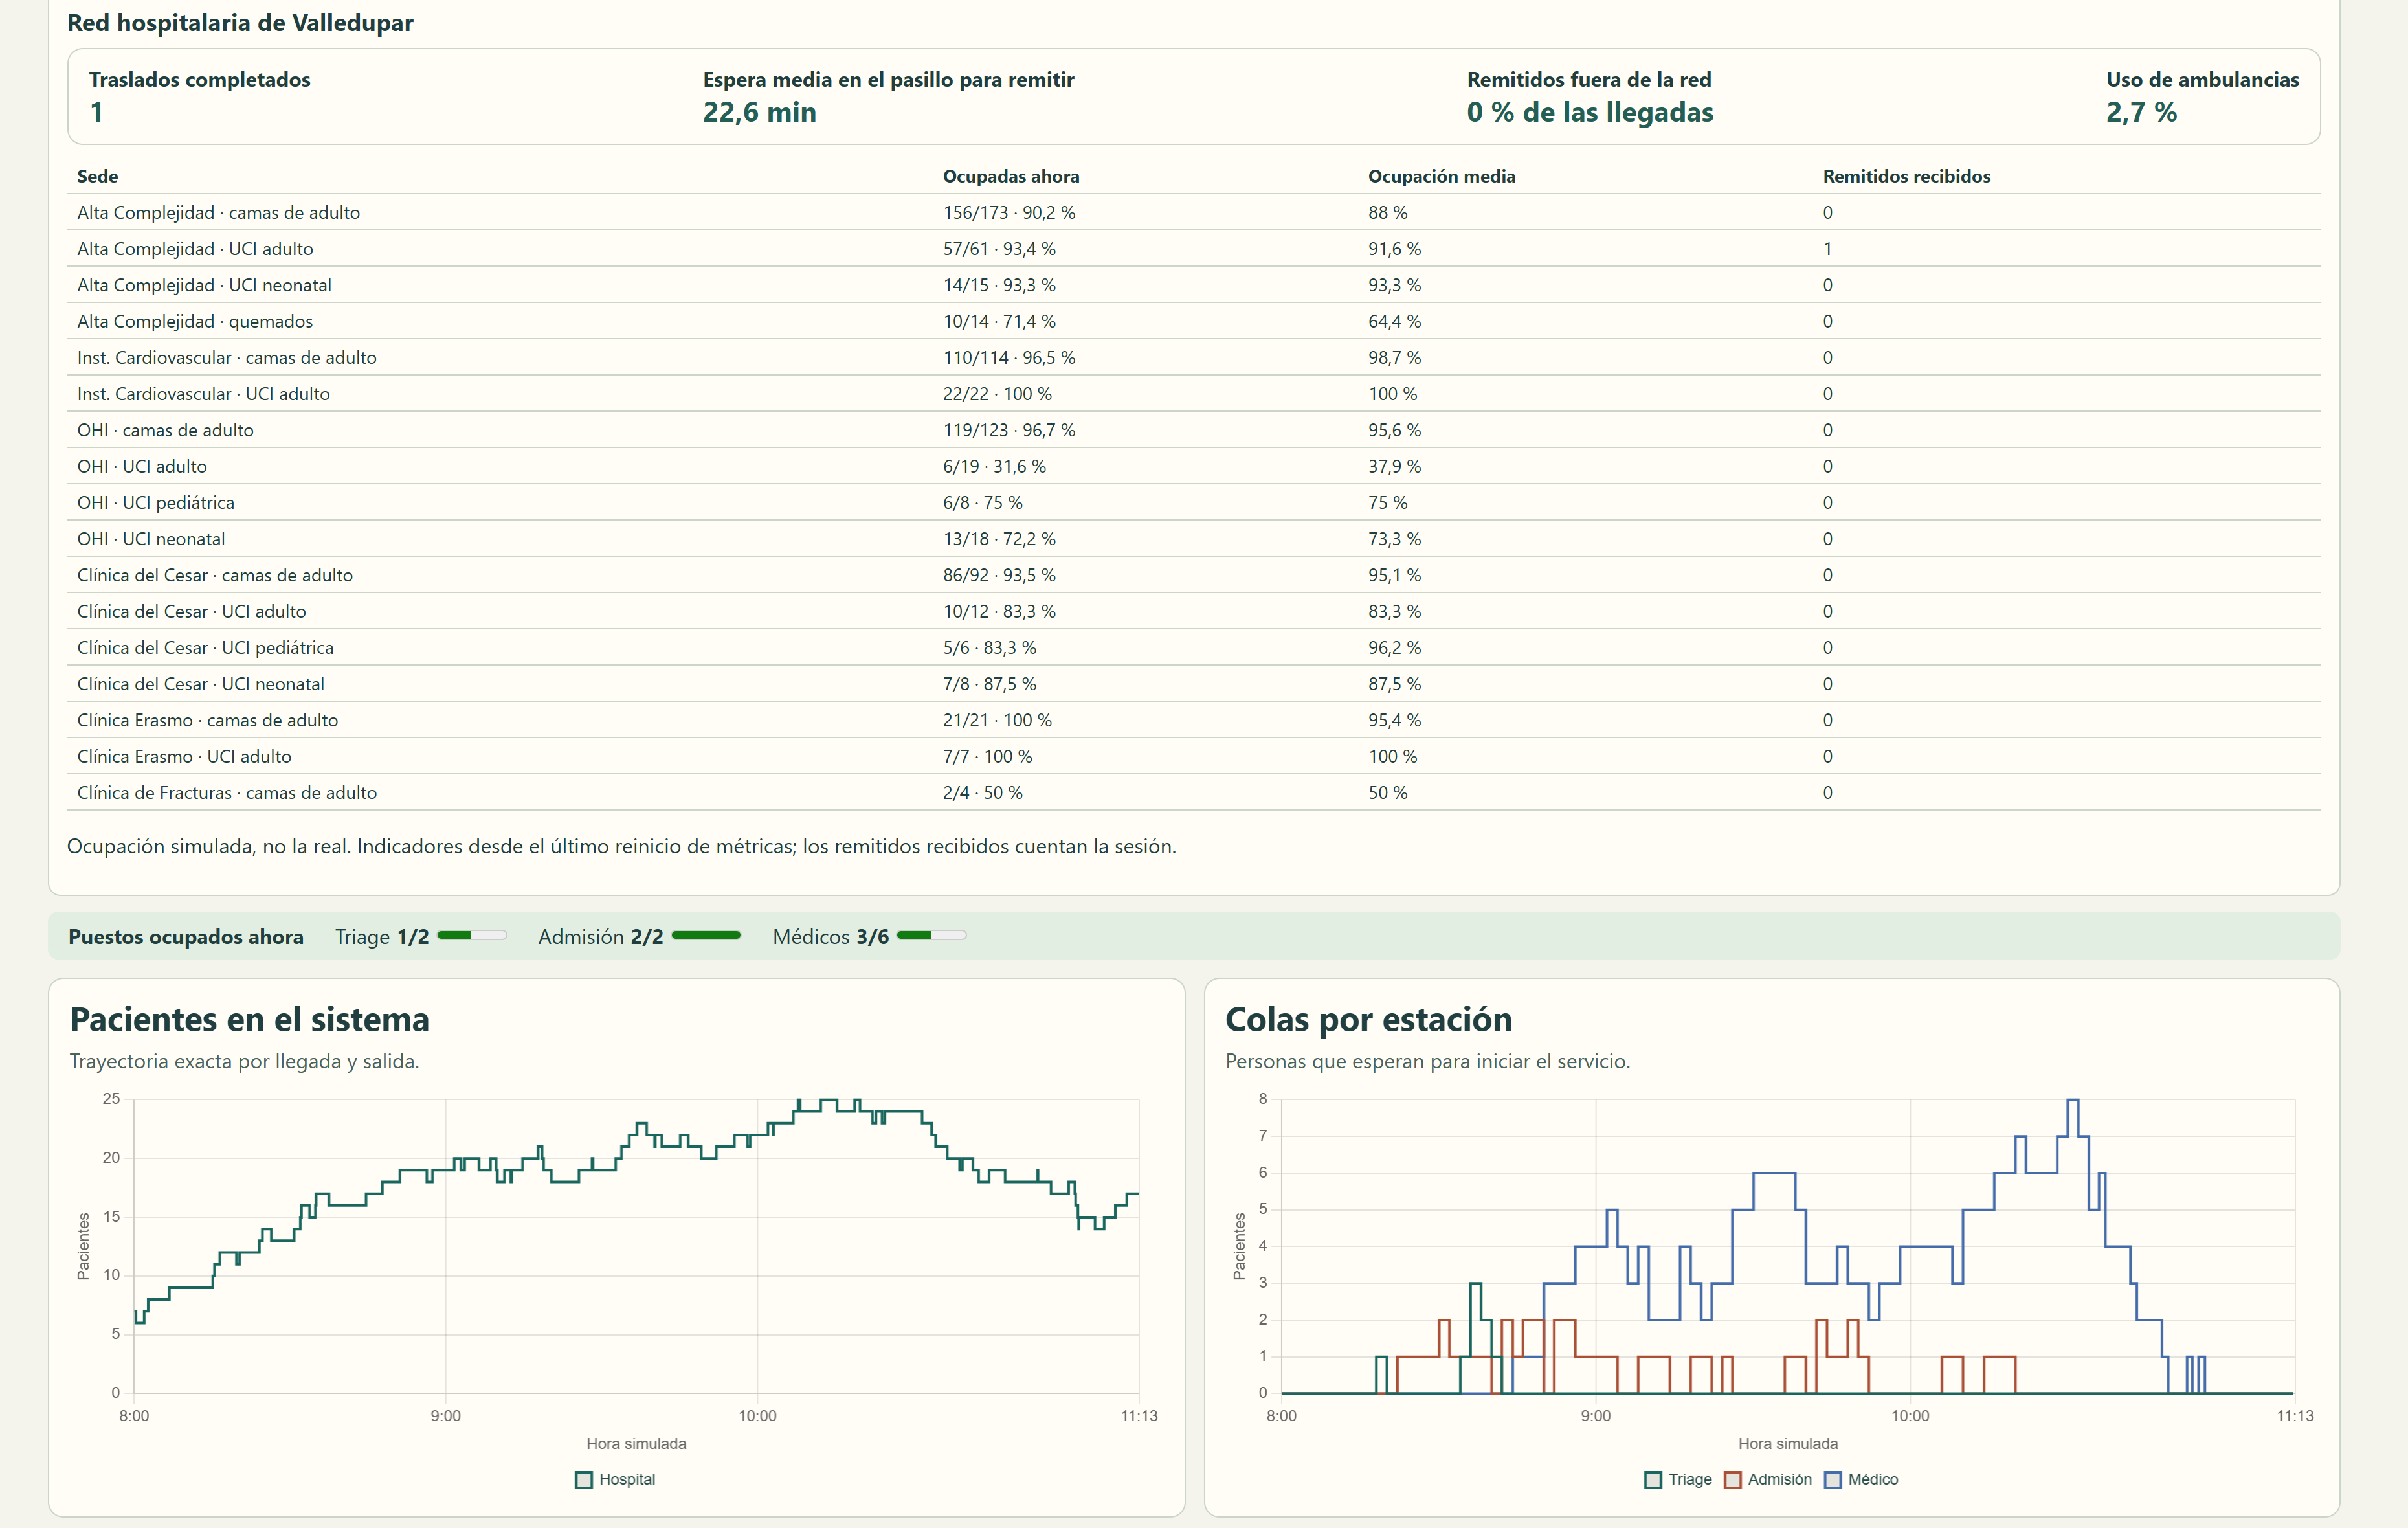 Red hospitalaria de Valledupar
Traslados completados
1
Espera media en el pasillo para remitir
22,6 min
Remitidos fuera de la red
0 % de las llegadas
Uso de ambulancias
2,7 %
Sede Ocupadas ahora Ocupación media Remitidos recibidos
Alta Complejidad · camas de adulto 156/173 · 90,2 % 88 % 0
Alta Complejidad · UCI adulto 57/61 · 93,4 % 91,6 % 1
Alta Complejidad · UCI neonatal 14/15 · 93,3 % 93,3 % 0
Alta Complejidad · quemados 10/14 · 71,4 % 64,4 % 0
Inst. Cardiovascular · camas de adulto 110/114 · 96,5 % 98,7 % 0
Inst. Cardiovascular · UCI adulto 22/22 · 100 % 100 % 0
OHI · camas de adulto 119/123 · 96,7 % 95,6 % 0
OHI · UCI adulto 6/19 · 31,6 % 37,9 % 0
OHI · UCI pediátrica 6/8 · 75 % 75 % 0
OHI · UCI neonatal 13/18 · 72,2 % 73,3 % 0
Clínica del Cesar · camas de adulto 86/92 · 93,5 % 95,1 % 0
Clínica del Cesar · UCI adulto 10/12 · 83,3 % 83,3 % 0
Clínica del Cesar · UCI pediátrica 5/6 · 83,3 % 96,2 % 0
Clínica del Cesar · UCI neonatal 7/8 · 87,5 % 87,5 % 0
Clínica Erasmo · camas de adulto 21/21 · 100 % 95,4 % 0
Clínica Erasmo · UCI adulto 7/7 · 100 % 100 % 0
Clínica de Fracturas · camas de adulto 2/4 · 50 % 50 % 0
Ocupación simulada, no la real. Indicadores desde el último reinicio de métricas; los remitidos recibidos cuentan la sesión.
Puestos ocupados ahora Triage 1/2 Admisión 2/2 Médicos 3/6
Pacientes en el sistema
Trayectoria exacta por llegada y salida.
25
20
15
10
5
0
Pacientes
8:00 9:00 10:00 11:13
Hora simulada
Hospital
Colas por estación
Personas que esperan para iniciar el servicio.
8
7
6
5
4
3
2
1
0
Pacientes
8:00 9:00 10:00 11:13
Hora simulada
Triage Admisión Médico